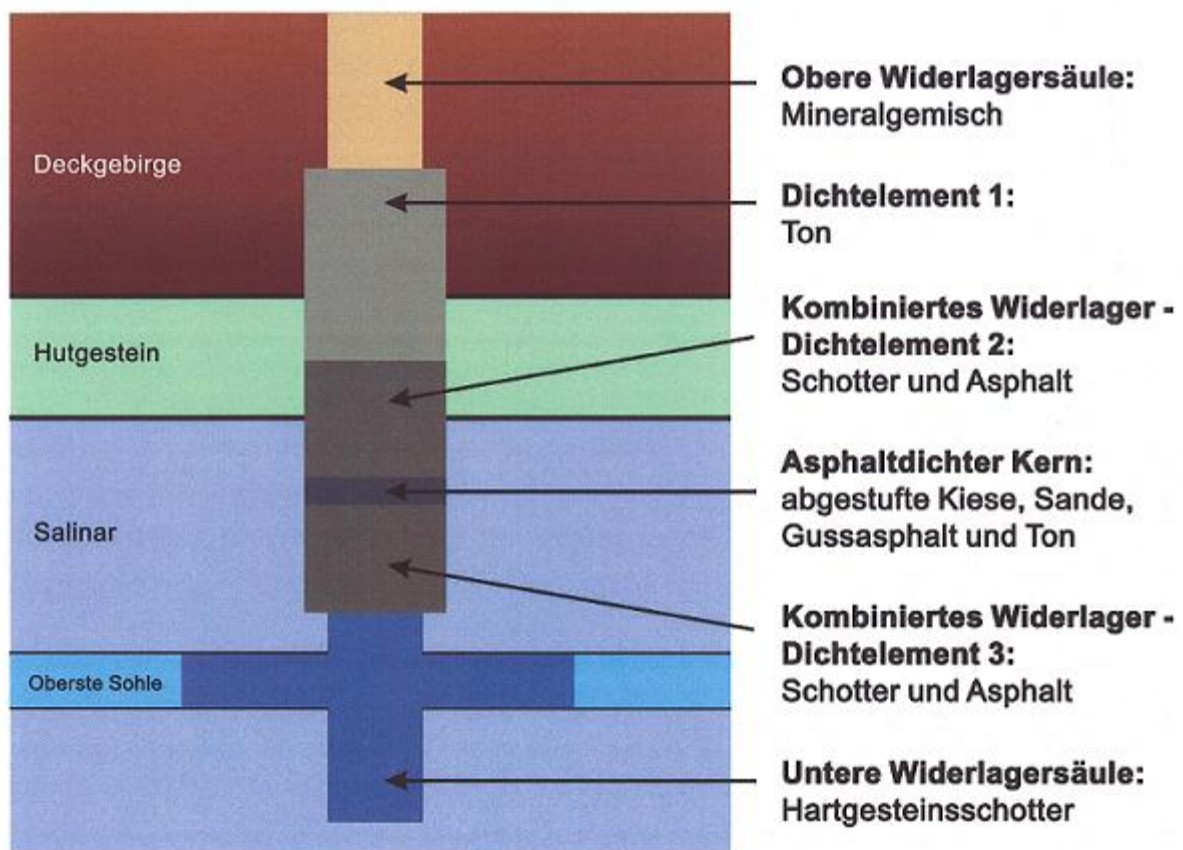 Obere Widerlagersäule:
Mineralgemisch
Deckgebirge
Dichtelement 1:
Ton
Kombiniertes Widerlager -
Dichtelement 2:
Schotter und Asphalt
Hutgestein
Asphaltdichter Kern:
abgestufte Kiese, Sande,
Gussasphalt und Ton
Salinar
Kombiniertes Widerlager -
Dichtelement 3:
Schotter und Asphalt
Oberste Sohle
Untere Widerlagersäule:
Hartgesteinsschotter